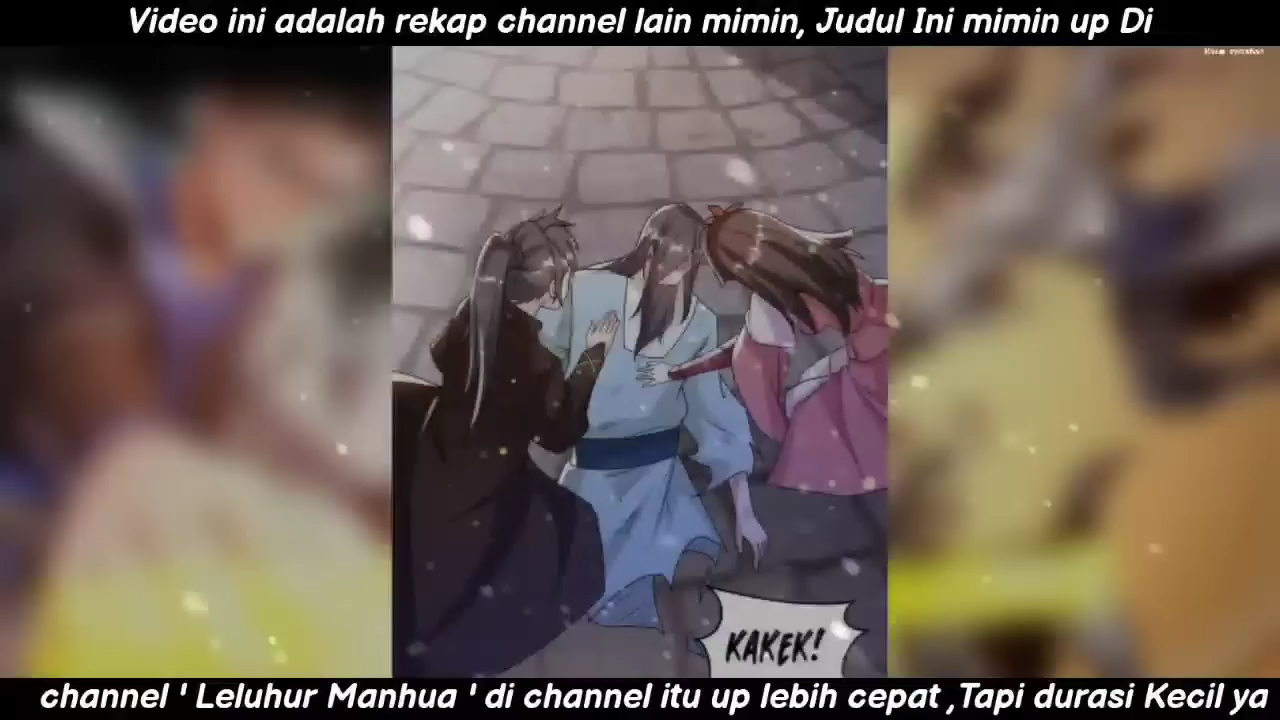 Video ini adalah rekap channel lain mimin, Judul Ini mimin up Di
KAKEK!
channel ' Leluhur Manhua ' di channel itu up lebih cepat ,Tapi durasi Kecil ya